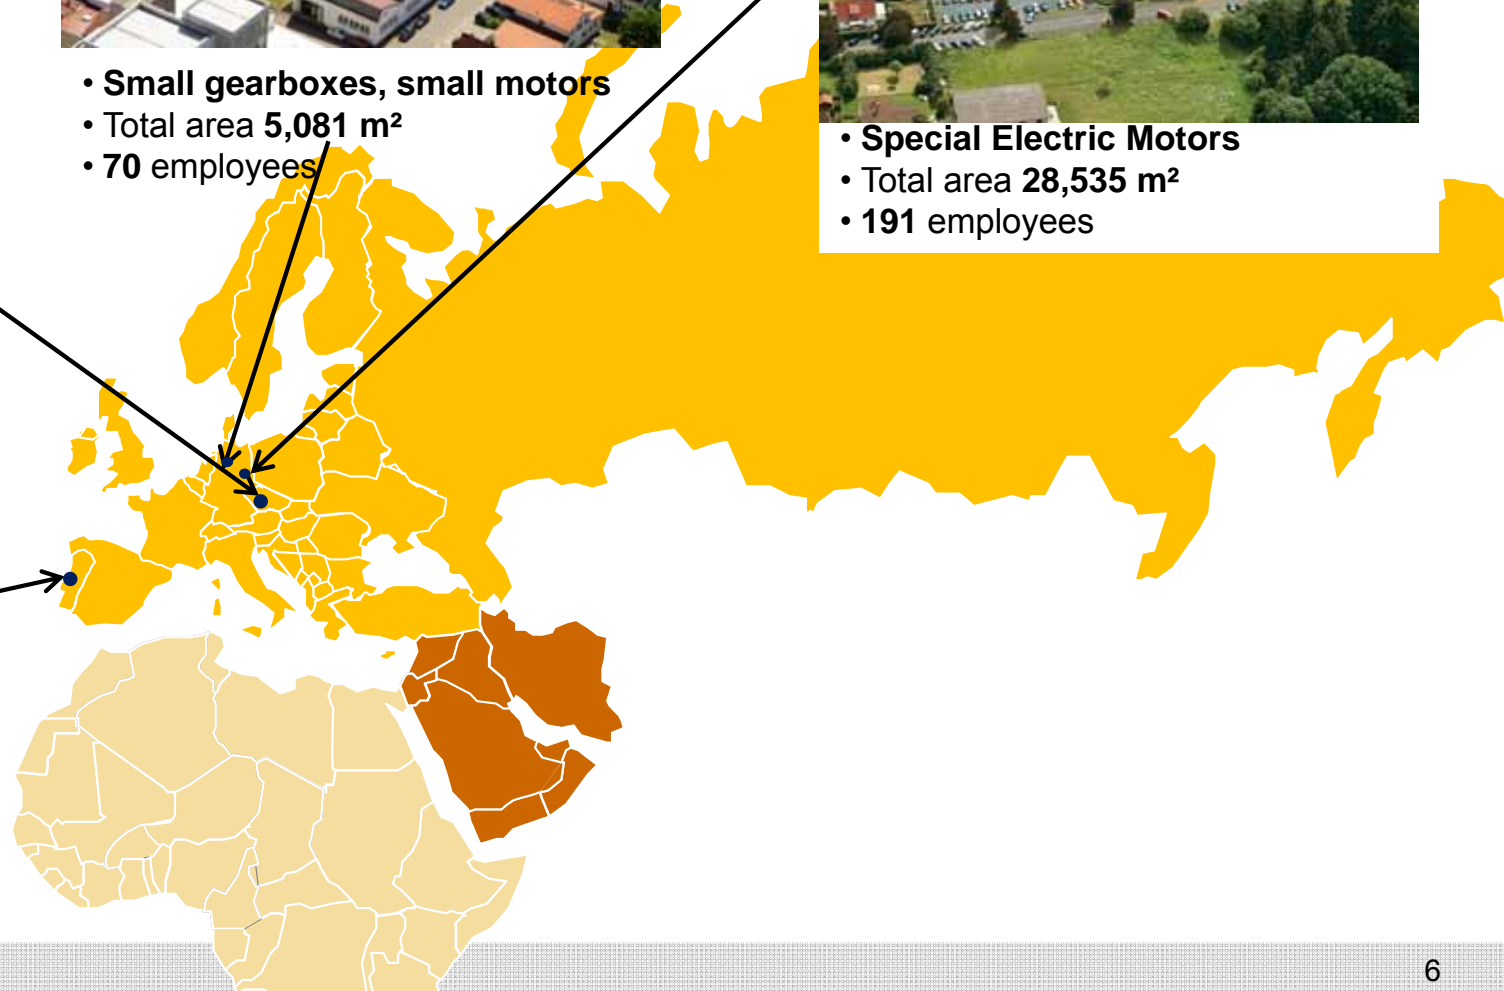 • Small gearboxes, small motors
• Total area 5,081 m²
• 70 employees
• Special Electric Motors
• Total area 28,535 m²
• 191 employees
6